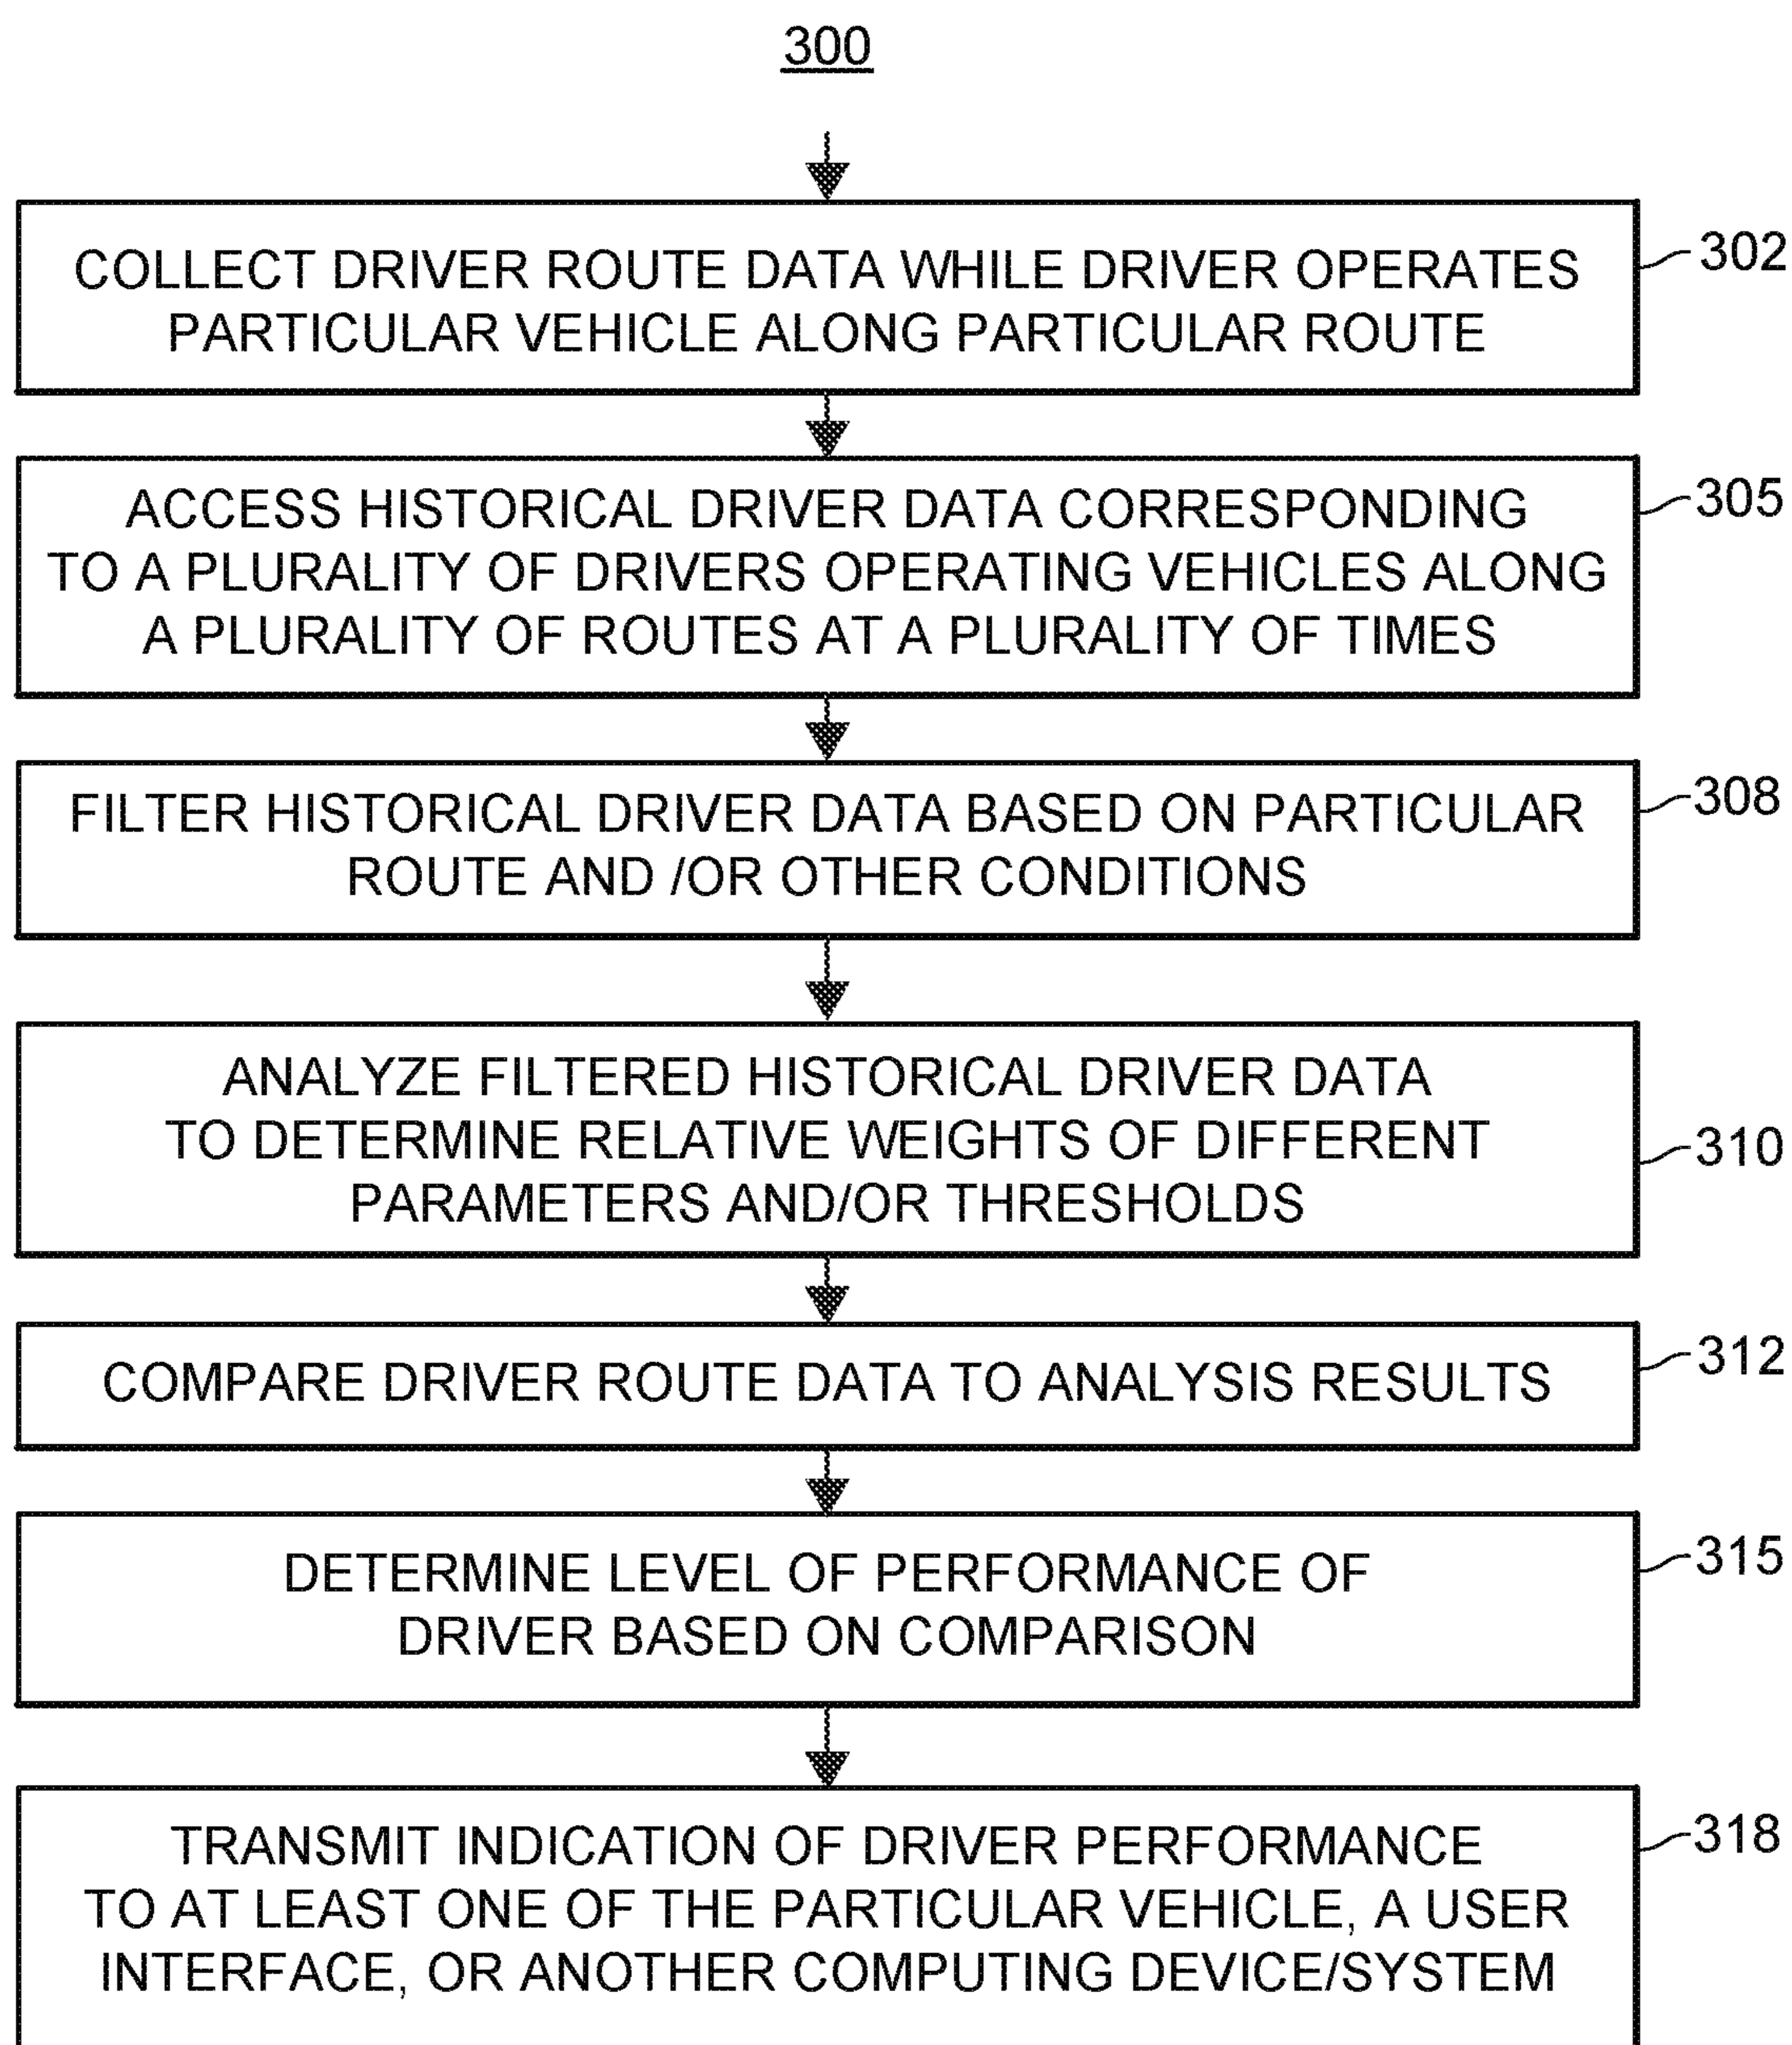 300
COLLECT DRIVER ROUTE DATA WHILE DRIVER OPERATES
PARTICULAR VEHICLE ALONG PARTICULAR ROUTE
302
ACCESS HISTORICAL DRIVER DATA CORRESPONDING
TO A PLURALITY OF DRIVERS OPERATING VEHICLES ALONG
A PLURALITY OF ROUTES AT A PLURALITY OF TIMES
305
FILTER HISTORICAL DRIVER DATA BASED ON PARTICULAR
ROUTE AND /OR OTHER CONDITIONS
308
ANALYZE FILTERED HISTORICAL DRIVER DATA
TO DETERMINE RELATIVE WEIGHTS OF DIFFERENT
PARAMETERS AND/OR THRESHOLDS
310
COMPARE DRIVER ROUTE DATA TO ANALYSIS RESULTS
312
DETERMINE LEVEL OF PERFORMANCE OF
DRIVER BASED ON COMPARISON
315
TRANSMIT INDICATION OF DRIVER PERFORMANCE
TO AT LEAST ONE OF THE PARTICULAR VEHICLE, A USER
INTERFACE, OR ANOTHER COMPUTING DEVICE/SYSTEM
318